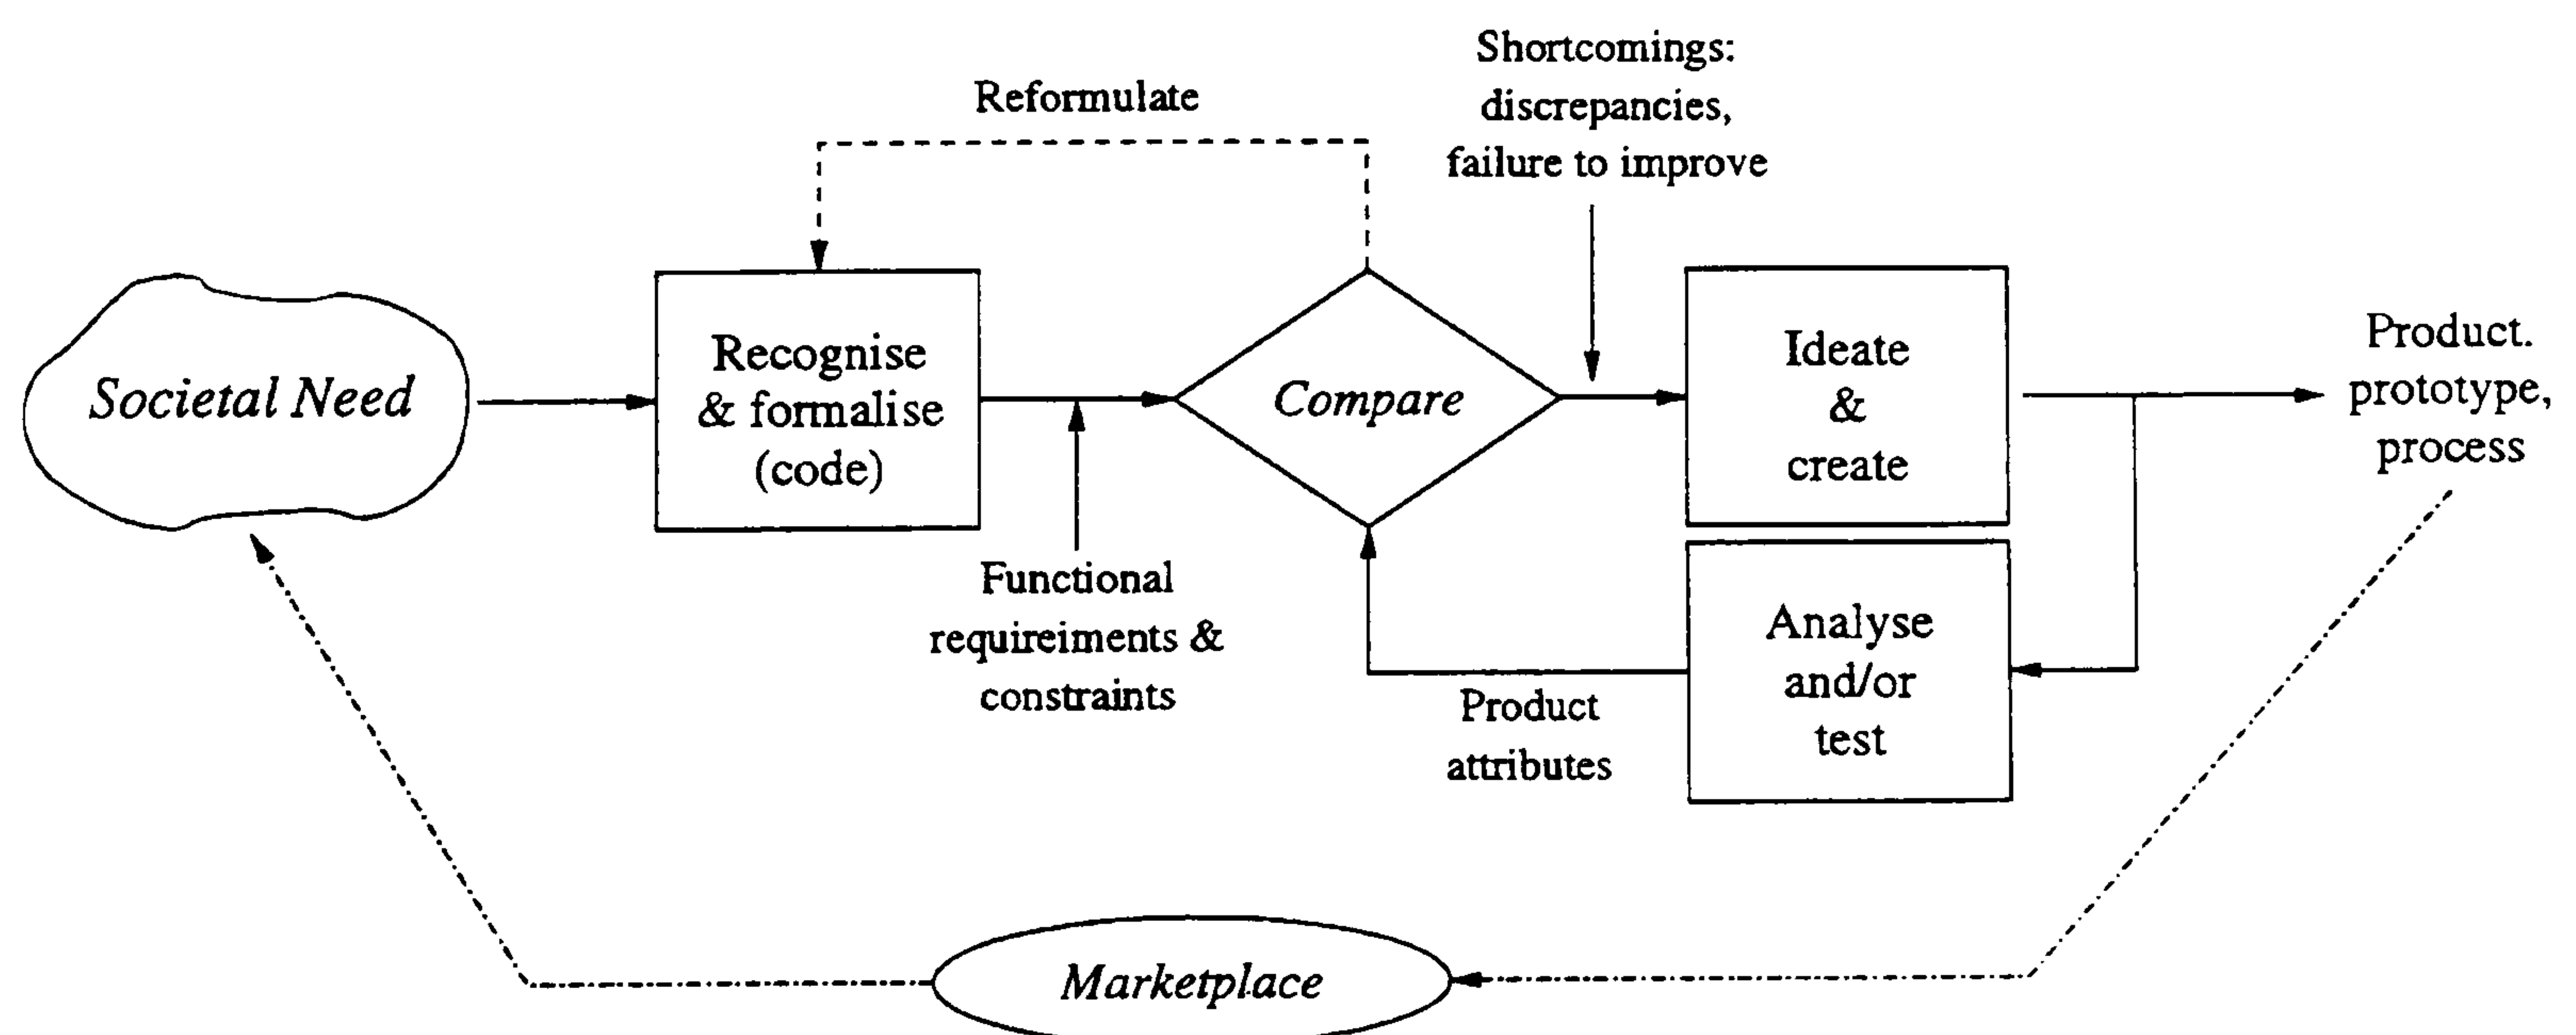 Shortcomings:
discrepancies,
failure to improve
Reformulate
Societal Need
Recognise
& formalise
(code)
Compare
Ideate
&
create
Product.
prototype,
process
Functional
requireiments &
constraints
Product
attributes
Analyse
and/or
test
Marketplace